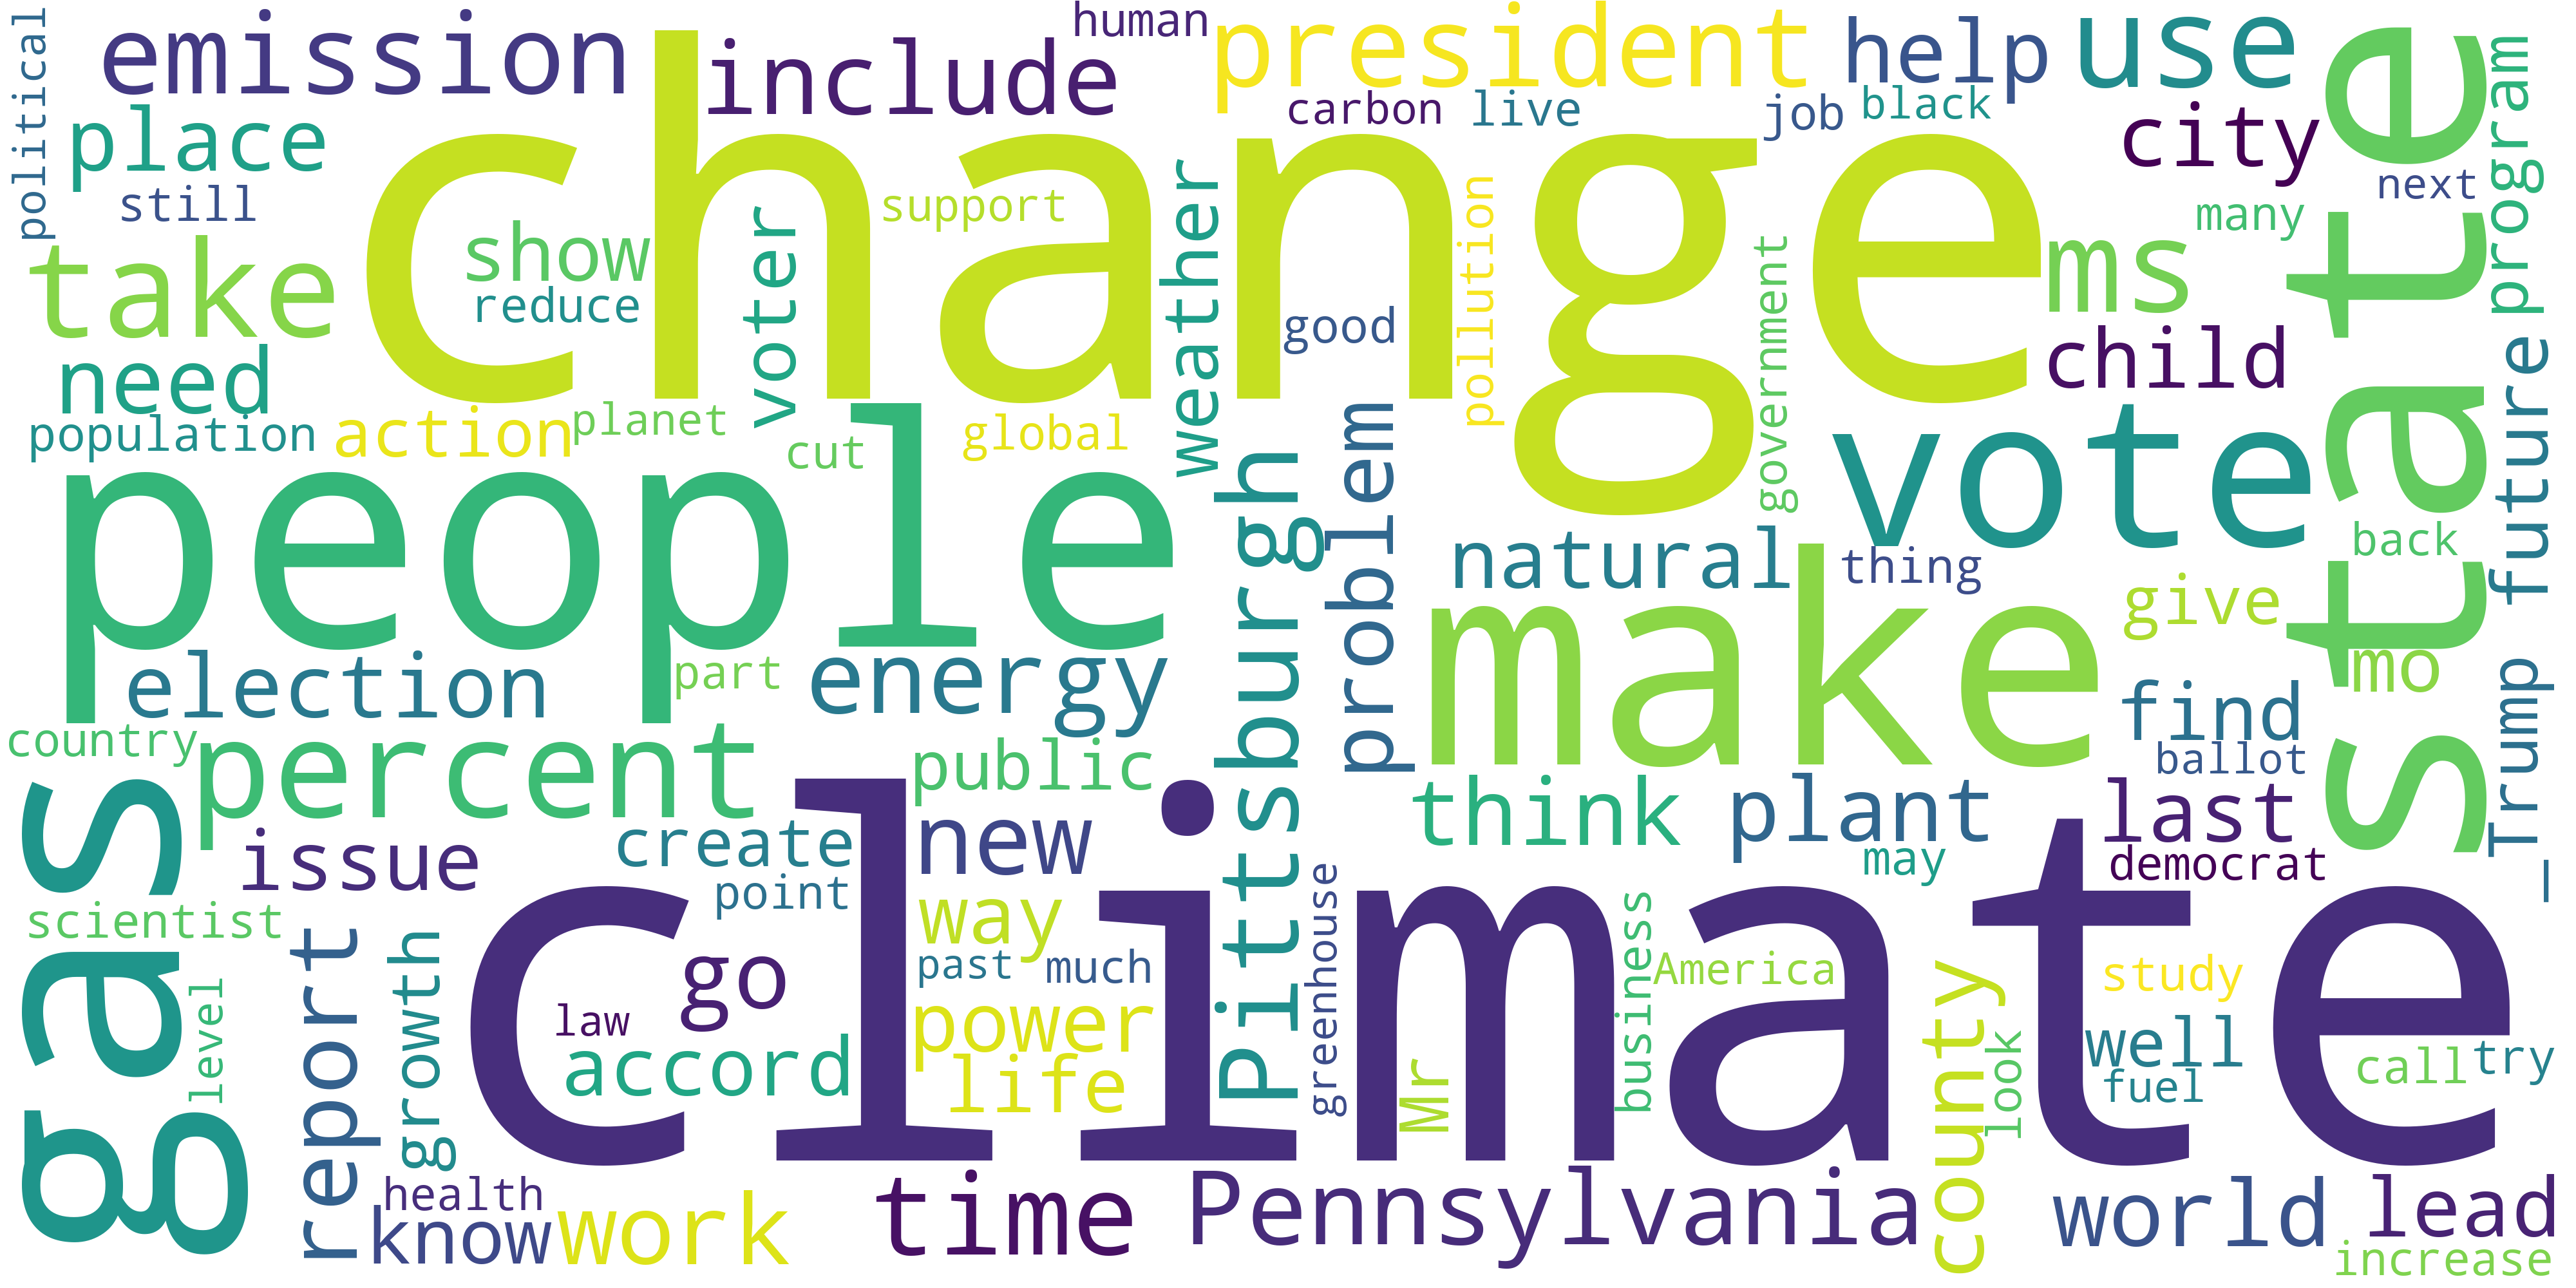 political
emission
include
human
president
help
use
state
program
place
still
change
carbon
live
job
black
city
next
many
take
show
reduce
voter
support
weather
good
pollution
government
ms
child
need
population
action
planet
cut
global
people
Pittsburgh
problem
natural
vote
thing
back
future
election
part
energy
make
give
mo
find
ballot
_Trump
country
percent
public
think
plant
last
may
democrat
gas
issue
create
point
new
way
past
much
climate
scientist
level
report
growth
go
law
accord
power
life
greenhouse
Mr
business
America
county
look
study
well
fuel
call
try
health
know
work
time
Pennsylvania
world
lead
increase